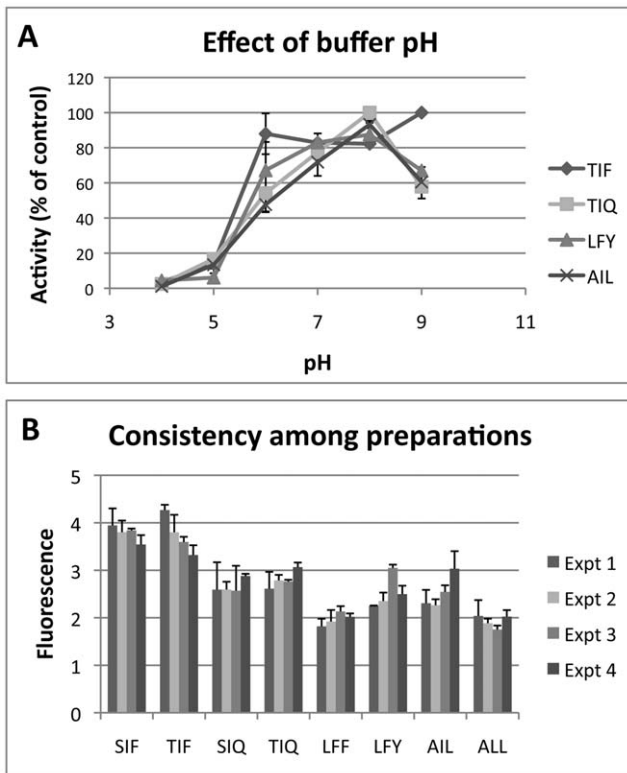 A
Effect of buffer pH
Activity (% of control)
120
100
80
60
40
20
0
3 5 7 9 11
pH
TIF
TIQ
LFY
AIL
B
Consistency among preparations
Fluorescence
5
4
3
2
1
0
SIF TIF SIQ TIQ LFF LFY AIL ALL
Expt 1
Expt 2
Expt 3
Expt 4